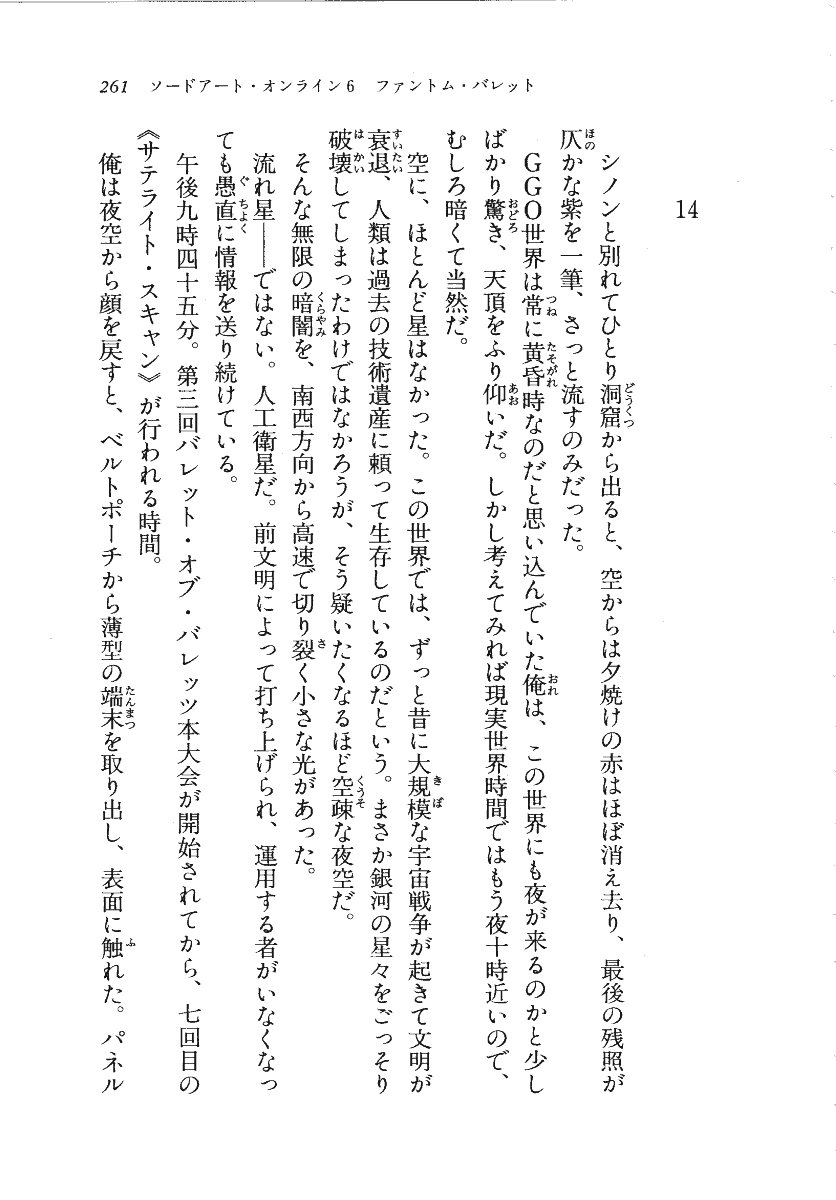 261　ソードアート・オンライン6　ファントム・バレット
14
シノンと別れてひとり洞窟から出ると、空からは夕焼けの赤はほぼ消え去り、最後の残照が
仄かな紫を一筆、さっと流すのみだった。
GGO世界は常に黄昏時なのだと思い込んでいた俺は、この世界にも夜が来るのかと少し
ばかり驚き、天頂をふり仰いだ。しかし考えてみれば現実世界時間ではもう夜十時近いので、
むしろ暗くて当然だ。
空に、ほとんど星はなかった。この世界では、ずっと昔に大規模な宇宙戦争が起きて文明が
衰退、人類は過去の技術遺産に頼って生存しているのだという。まさか銀河の星々をごっそり
破壊してしまったわけではなかろうが、そう疑いたくなるほど空疎な夜空だ。
そんな無限の暗闇を、南西方向から高速で切り裂く小さな光があった。
流れ星――ではない。人工衛星だ。前文明によって打ち上げられ、運用する者がいなくなっ
ても愚直に情報を送り続けている。
午後九時四十五分。第三回バレット・オブ・バレッツ本大会が開始されてから、七回目の
《サテライト・スキャン》が行われる時間。
俺は夜空から顔を戻すと、ベルトポーチから薄型の端末を取り出し、表面に触れた。パネル